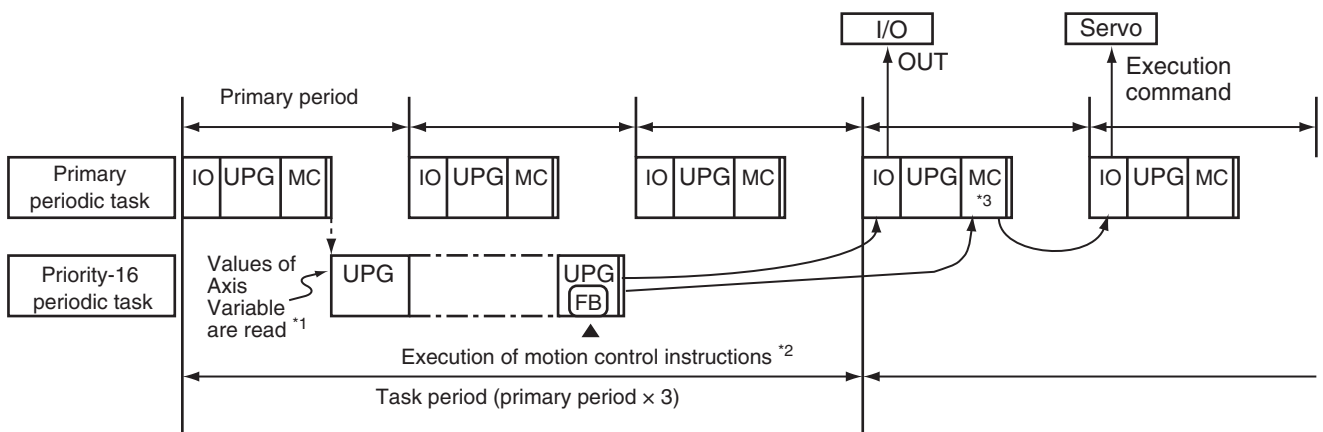 I/O
Servo
OUT
Execution
command
Primary period
Primary
periodic task
IO UPG MC
IO UPG MC
IO UPG MC
IO UPG MC
*3
IO UPG MC
Priority-16
periodic task
Values of
Axis
Variable
are read *1
UPG
UPG
FB
Execution of motion control instructions *2
Task period (primary period × 3)